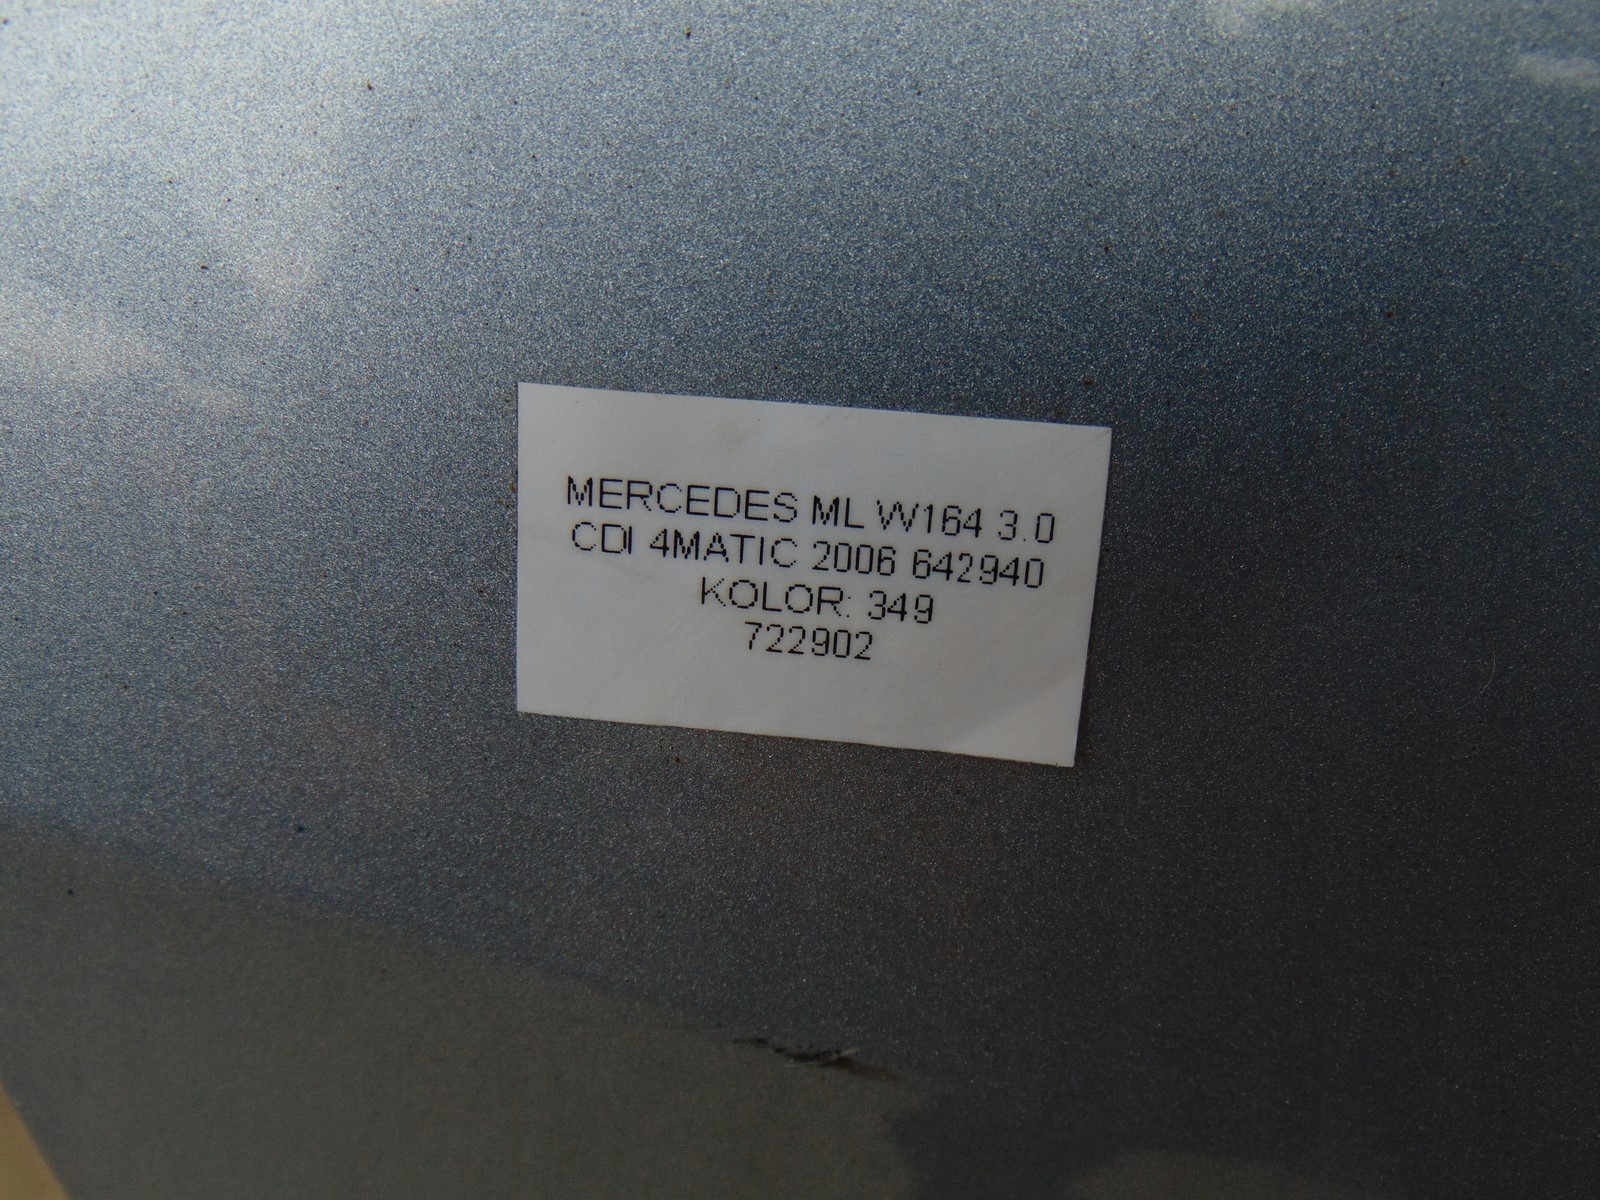 MERCEDES ML W164 3.0
CDI 4MATIC 2006 642940
KOLOR: 349
722902